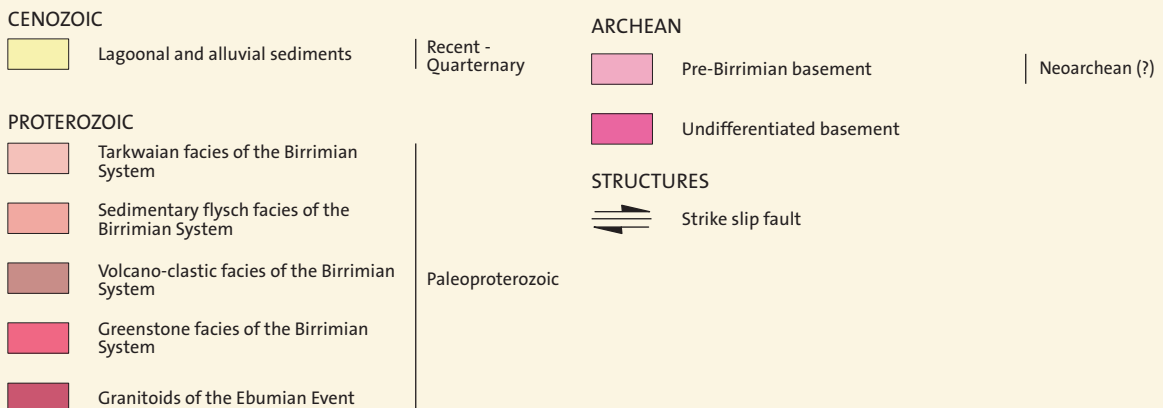 CENOZOIC
Lagoonal and alluvial sediments
Recent -
Quarternary
PROTEROZOIC
Tarkwaian facies of the Birrimian
System
Sedimentary flysch facies of the
Birrimian System
Volcano-clastic facies of the Birrimian
System
Greenstone facies of the Birrimian
System
Granitoids of the Ebumian Event
Paleoproterozoic
ARCHEAN
Pre-Birrimian basement
Neoarchean (?)
Undifferentiated basement
STRUCTURES
Strike slip fault